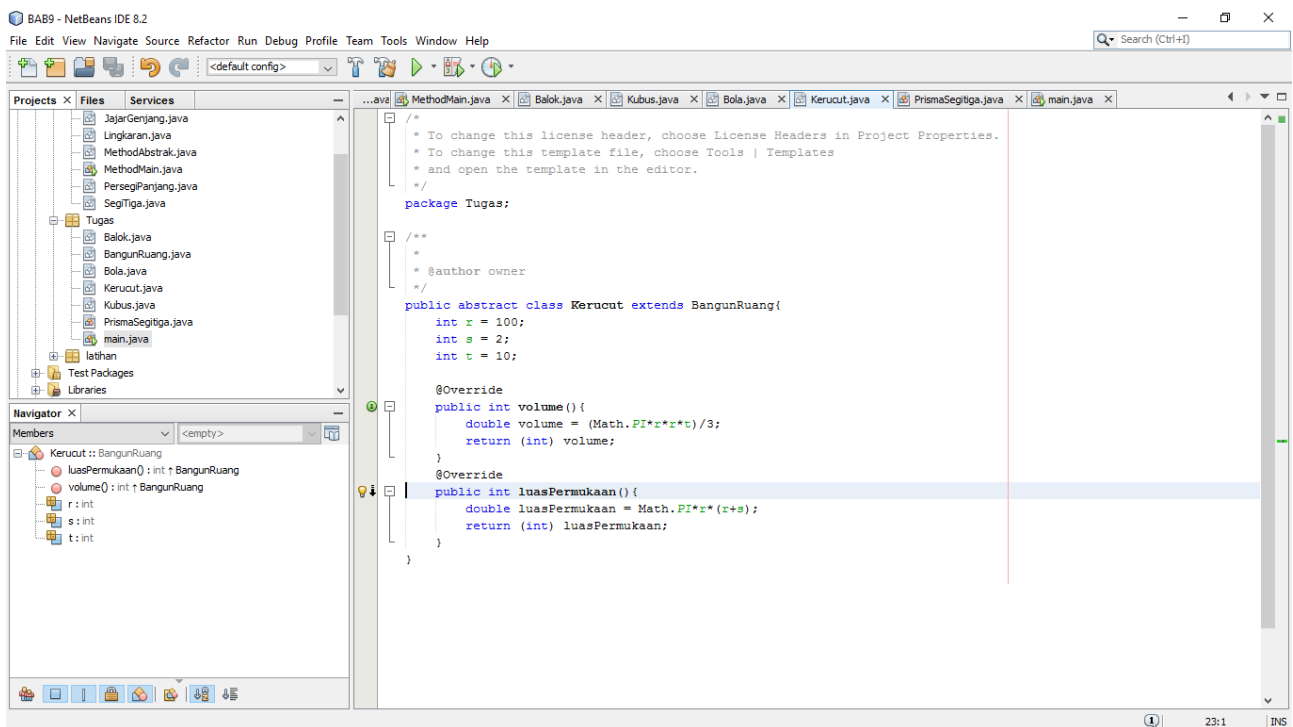 BAB9 - NetBeans IDE 8.2
File Edit View Navigate Source Refactor Run Debug Profile Team Tools Window Help
Search (Ctrl+I)
<default config>
Projects Files Services
JajarGenjang.java
Lingkaran.java
MethodAbstrak.java
MethodMain.java
PersegiPanjang.java
SegiTiga.java
Tugas
Balok.java
BangunRuang.java
Bola.java
Kerucut.java
Kubus.java
PrismaSegitiga.java
main.java
latihan
Test Packages
Libraries
Navigator
Members <empty>
Kerucut :: BangunRuang
luasPermukaan() : int ↑ BangunRuang
volume() : int ↑ BangunRuang
r : int
s : int
t : int
...ava MethodMain.java Balok.java Kubus.java Bola.java Kerucut.java PrismaSegitiga.java main.java
/*
* To change this license header, choose License Headers in Project Properties.
* To change this template file, choose Tools | Templates
* and open the template in the editor.
*/
package Tugas;
/**
*
* @author owner
*/
public abstract class Kerucut extends BangunRuang{
int r = 100;
int s = 2;
int t = 10;
@Override
public int volume(){
double volume = (Math.PI*r*r*t)/3;
return (int) volume;
}
@Override
public int luasPermukaan(){
double luasPermukaan = Math.PI*r*(r+s);
return (int) luasPermukaan;
}
}
1 23:1 INS